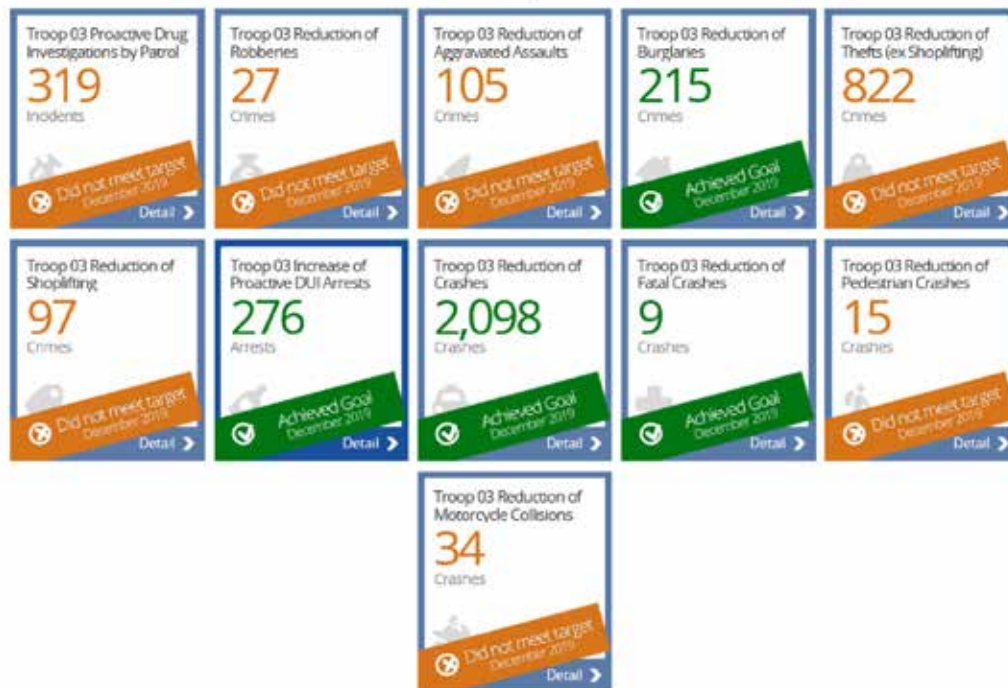 Troop 03 Proactive Drug
Investigations by Patrol
319
Incidents
Did not meet target
December 2019
Detail
Troop 03 Reduction of
Robberies
27
Crimes
Did not meet target
December 2019
Detail
Troop 03 Reduction of
Aggravated Assaults
105
Crimes
Did not meet target
December 2019
Detail
Troop 03 Reduction of
Burglaries
215
Crimes
Achieved Goal
December 2019
Detail
Troop 03 Reduction of
Thefts (ex Shoplifting)
822
Crimes
Did not meet target
December 2019
Detail
Troop 03 Reduction of
Shoplifting
97
Crimes
Did not meet target
December 2019
Detail
Troop 03 Increase of
Proactive DUI Arrests
276
Arrests
Achieved Goal
December 2019
Detail
Troop 03 Reduction of
Crashes
2,098
Crashes
Achieved Goal
December 2019
Detail
Troop 03 Reduction of
Fatal Crashes
9
Crashes
Achieved Goal
December 2019
Detail
Troop 03 Reduction of
Pedestrian Crashes
15
Crashes
Did not meet target
December 2019
Detail
Troop 03 Reduction of
Motorcycle Collisions
34
Crashes
Did not meet target
December 2019
Detail